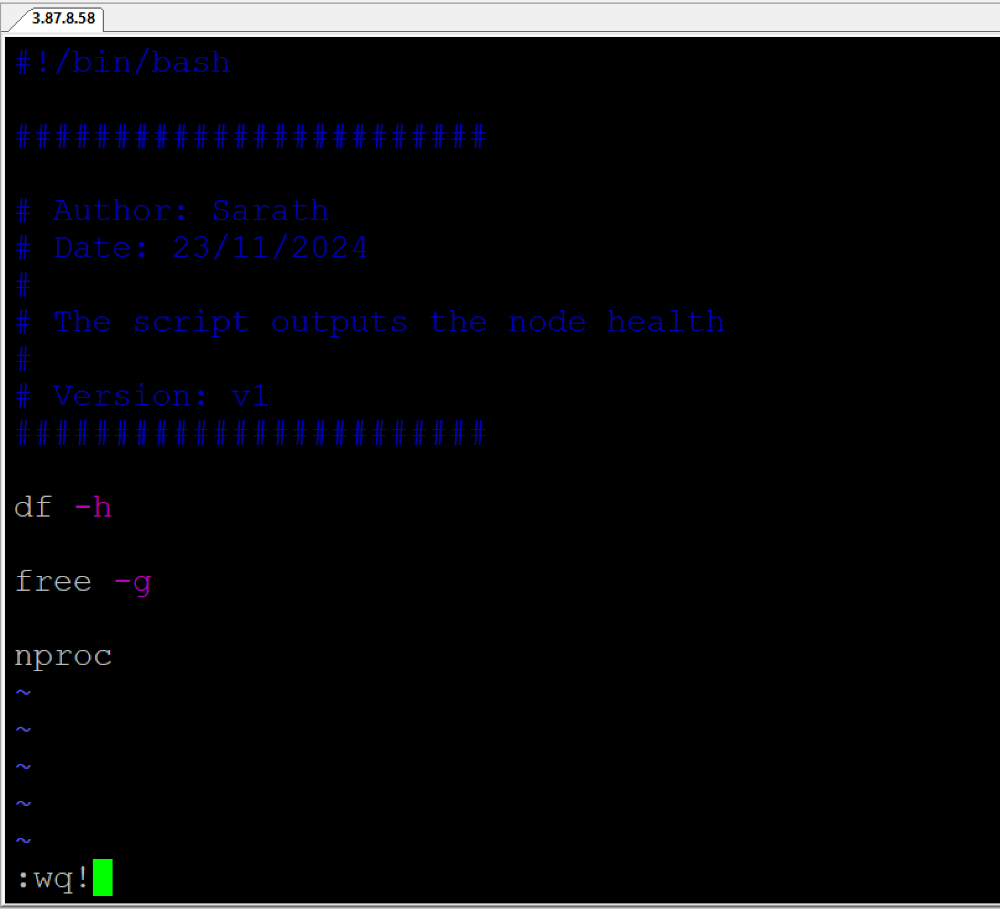 3.87.8.58
#!/bin/bash
########################
# Author: Sarath
# Date: 23/11/2024
#
# The script outputs the node health
#
# Version: v1
########################
df -h
free -g
nproc
~
~
~
~
~
:wq!